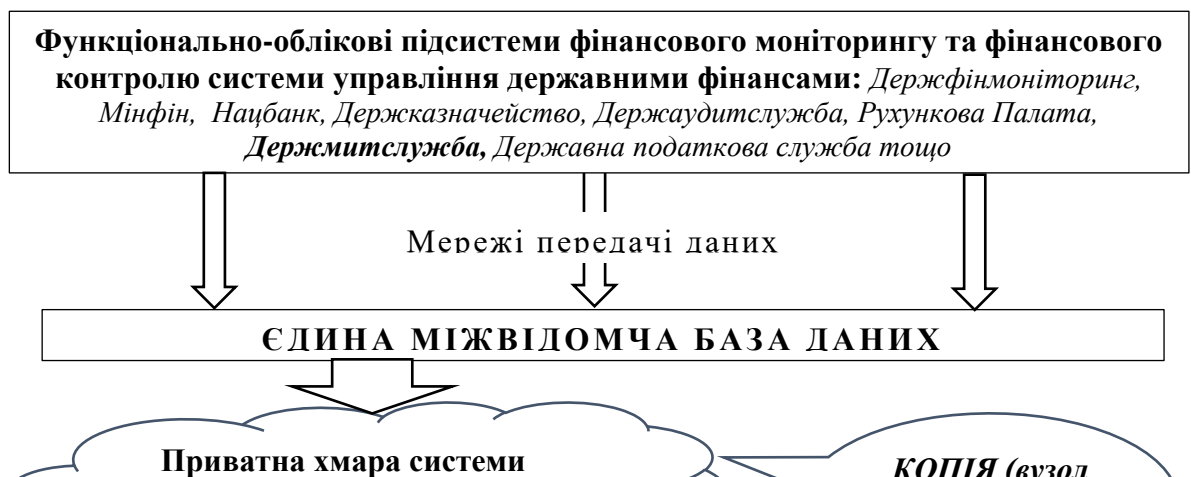 Функціонально-облікові підсистеми фінансового моніторингу та фінансового
контролю системи управління державними фінансами: Держфінмоніторинг,
Мінфін, Нацбанк, Держказначейство, Держаудитслужба, Рухункова Палата,
Держмитслужба, Державна податкова служба тощо
Мережі передачі даних
ЄДИНА МІЖВІДОМЧА БАЗА ДАНИХ
Приватна хмара системи
КОПІЯ (вузол